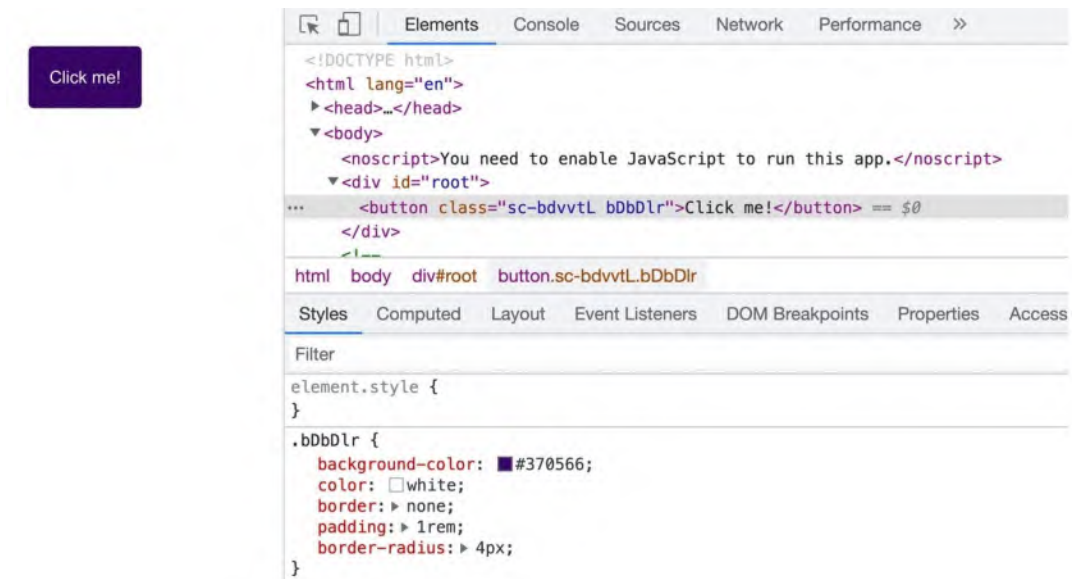 Click me!
Elements Console Sources Network Performance »
<!DOCTYPE html>
<html lang="en">
▶<head>…</head>
▼<body>
<noscript>You need to enable JavaScript to run this app.</noscript>
▼<div id="root">
… <button class="sc-bdvvtL bDbDlr">Click me!</button> == $0
</div>
<!--
html body div#root button.sc-bdvvtL.bDbDlr
Styles Computed Layout Event Listeners DOM Breakpoints Properties Access
Filter
element.style {
}
.bDbDlr {
background-color: #370566;
color: white;
border: ▶ none;
padding: ▶ 1rem;
border-radius: ▶ 4px;
}